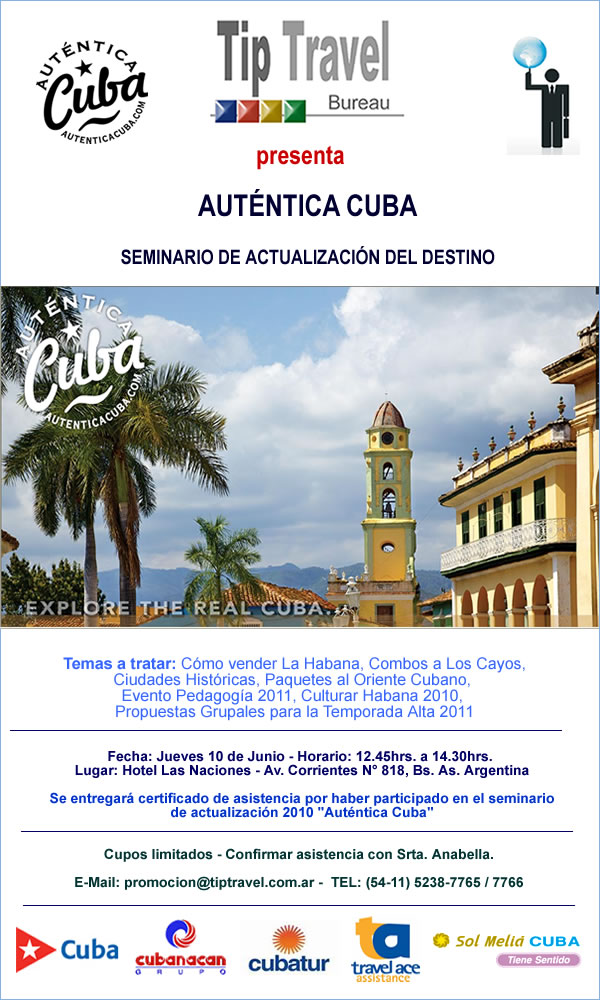 AUTÉNTICA
Cuba
AUTENTICACUBA.COM
Tip Travel
Bureau
presenta
AUTÉNTICA CUBA
SEMINARIO DE ACTUALIZACIÓN DEL DESTINO
AUTÉNTICA
Cuba
AUTENTICACUBA.COM
EXPLORE THE REAL CUBA...
Temas a tratar: Cómo vender La Habana, Combos a Los Cayos,
Ciudades Históricas, Paquetes al Oriente Cubano,
Evento Pedagogía 2011, Culturar Habana 2010,
Propuestas Grupales para la Temporada Alta 2011
Fecha: Jueves 10 de Junio - Horario: 12.45hrs. a 14.30hrs.
Lugar: Hotel Las Naciones - Av. Corrientes N° 818, Bs. As. Argentina
Se entregará certificado de asistencia por haber participado en el seminario
de actualización 2010 "Auténtica Cuba"
Cupos limitados - Confirmar asistencia con Srta. Anabella.
E-Mail: promocion@tiptravel.com.ar - TEL: (54-11) 5238-7765 / 7766
Cuba
cubanacan
GRUPO
cubatur
ta
travel ace
assistance
Sol Meliá CUBA
Tiene Sentido